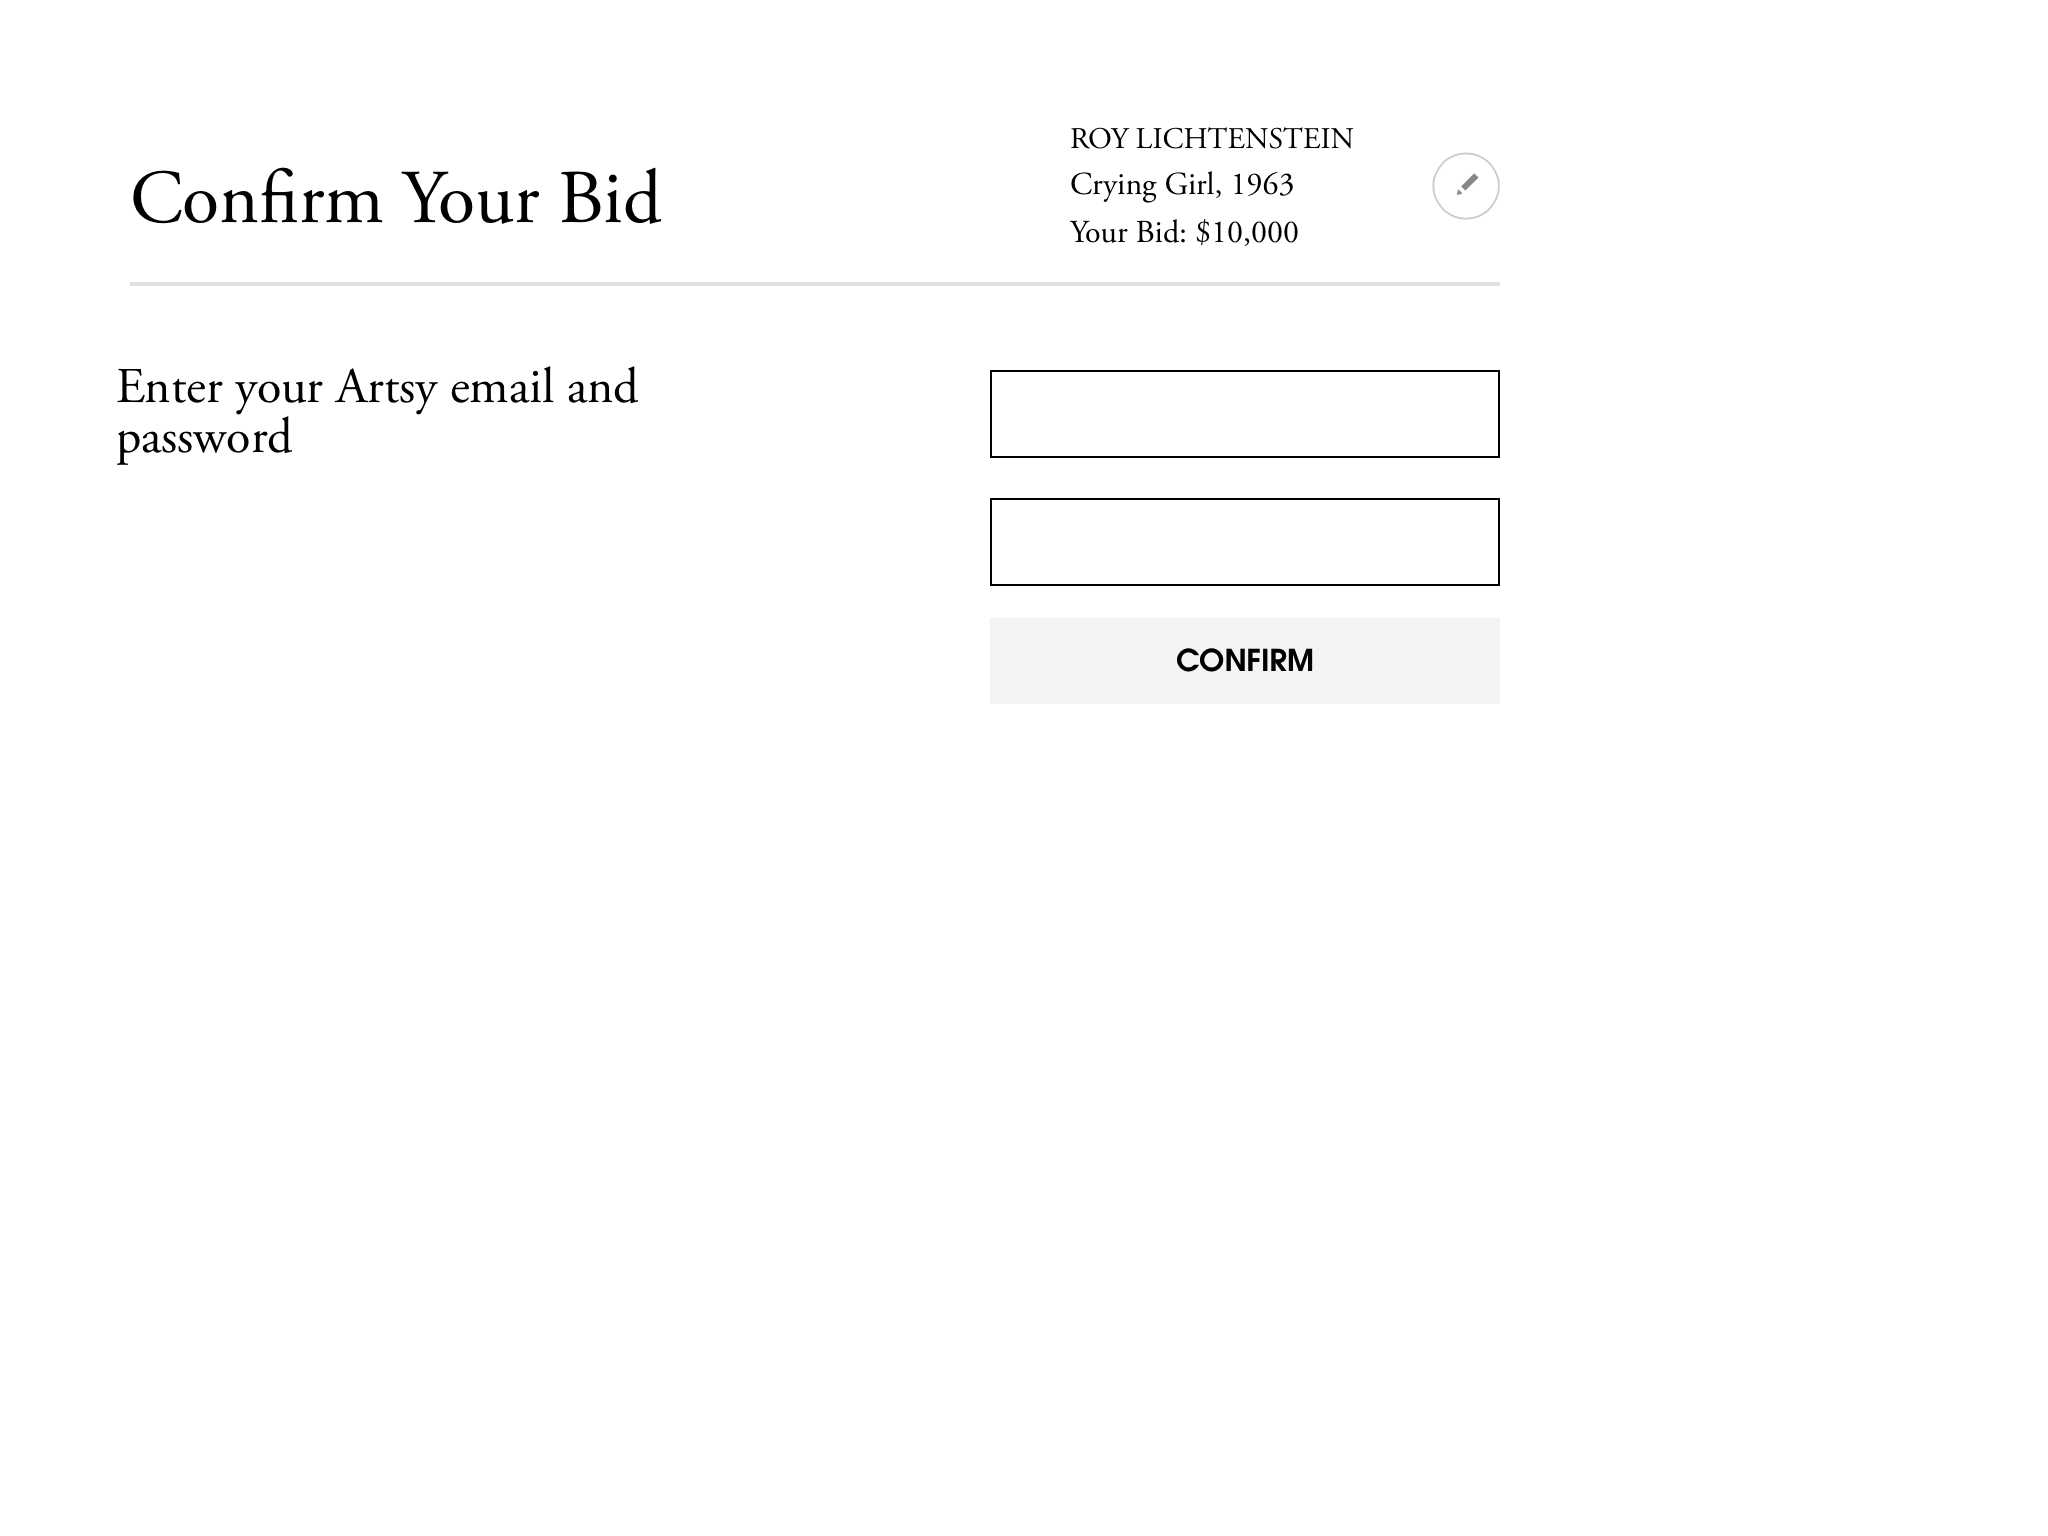 Confirm Your Bid
ROY LICHTENSTEIN
Crying Girl, 1963
Your Bid: $10,000
Enter your Artsy email and
password
CONFIRM